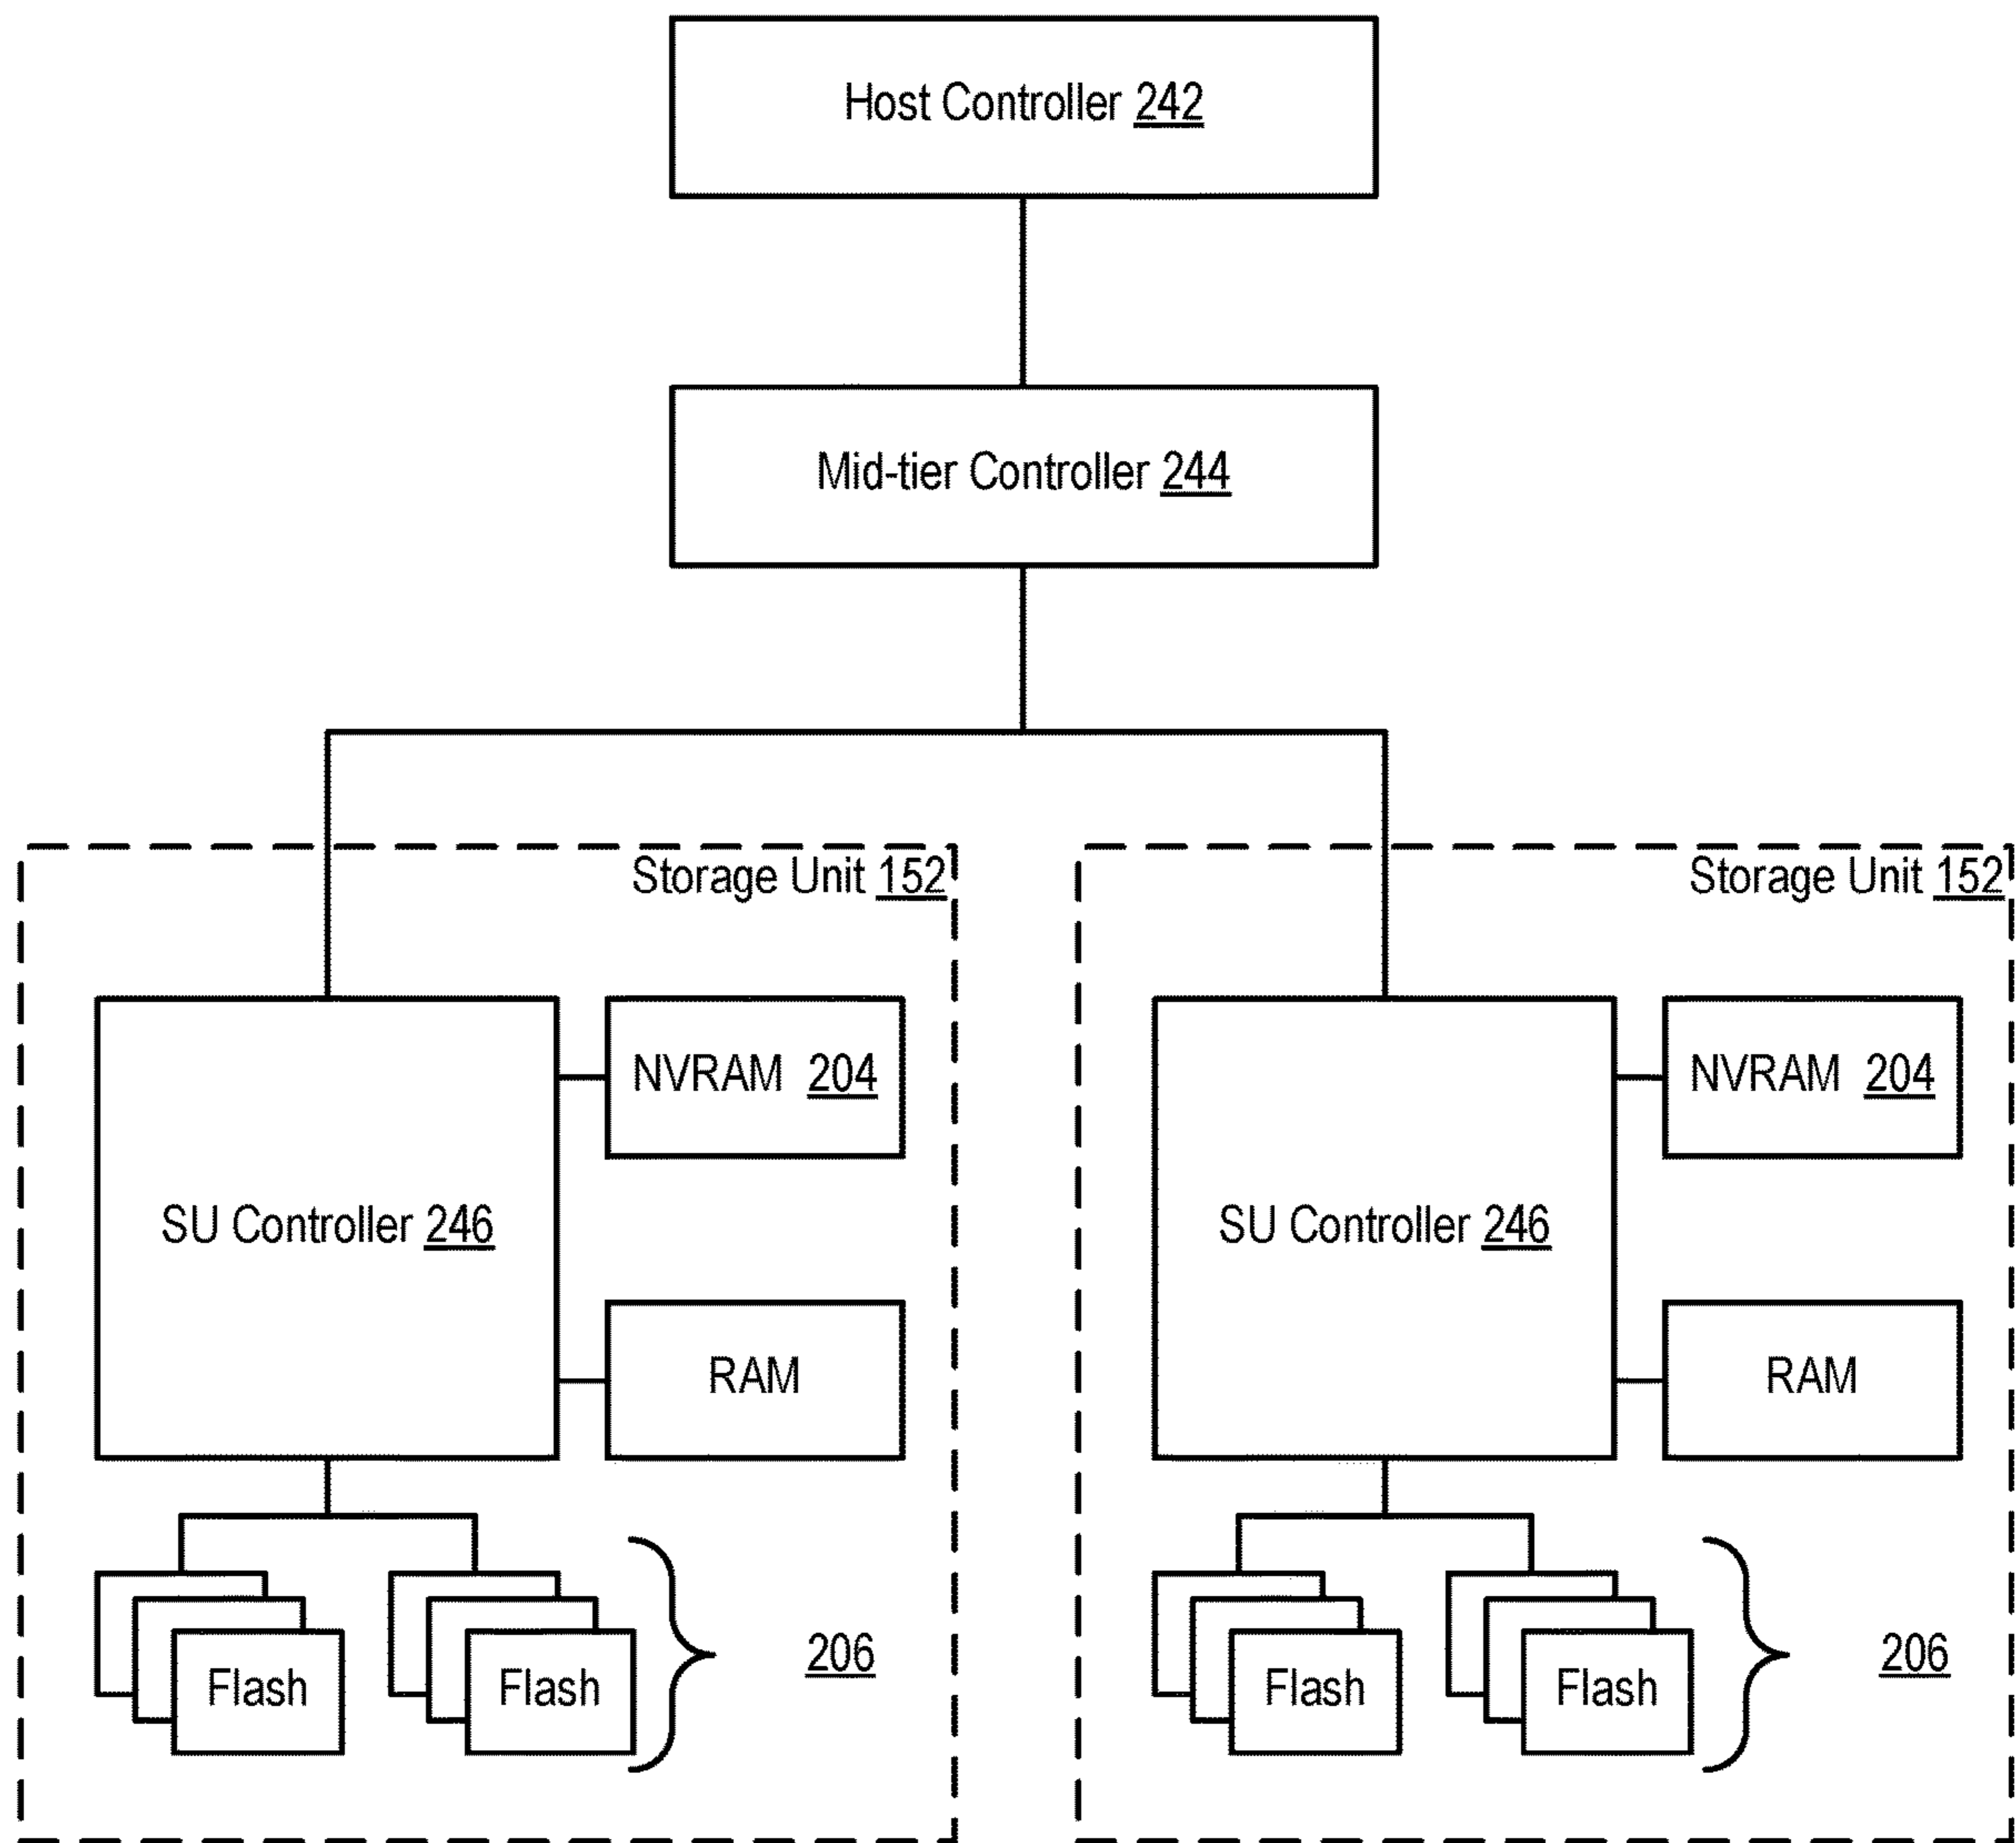 Host Controller 242
Mid-tier Controller 244
Storage Unit 152
SU Controller 246
NVRAM 204
RAM
Flash
Flash
206
Storage Unit 152
SU Controller 246
NVRAM 204
RAM
Flash
Flash
206